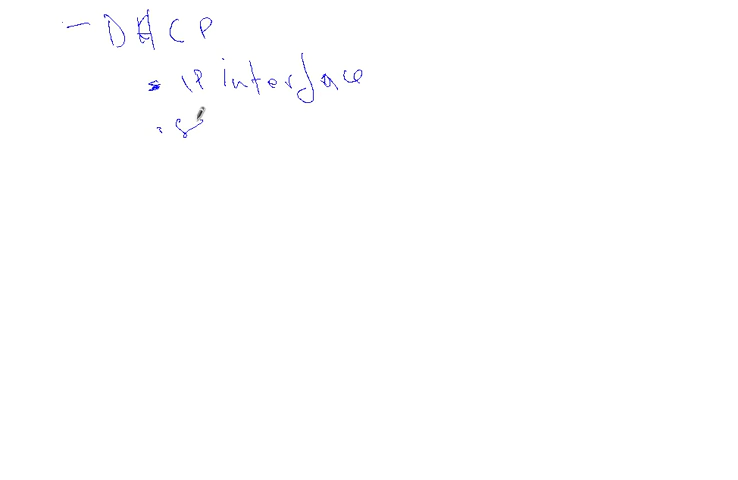 - DHCP
• IP interface